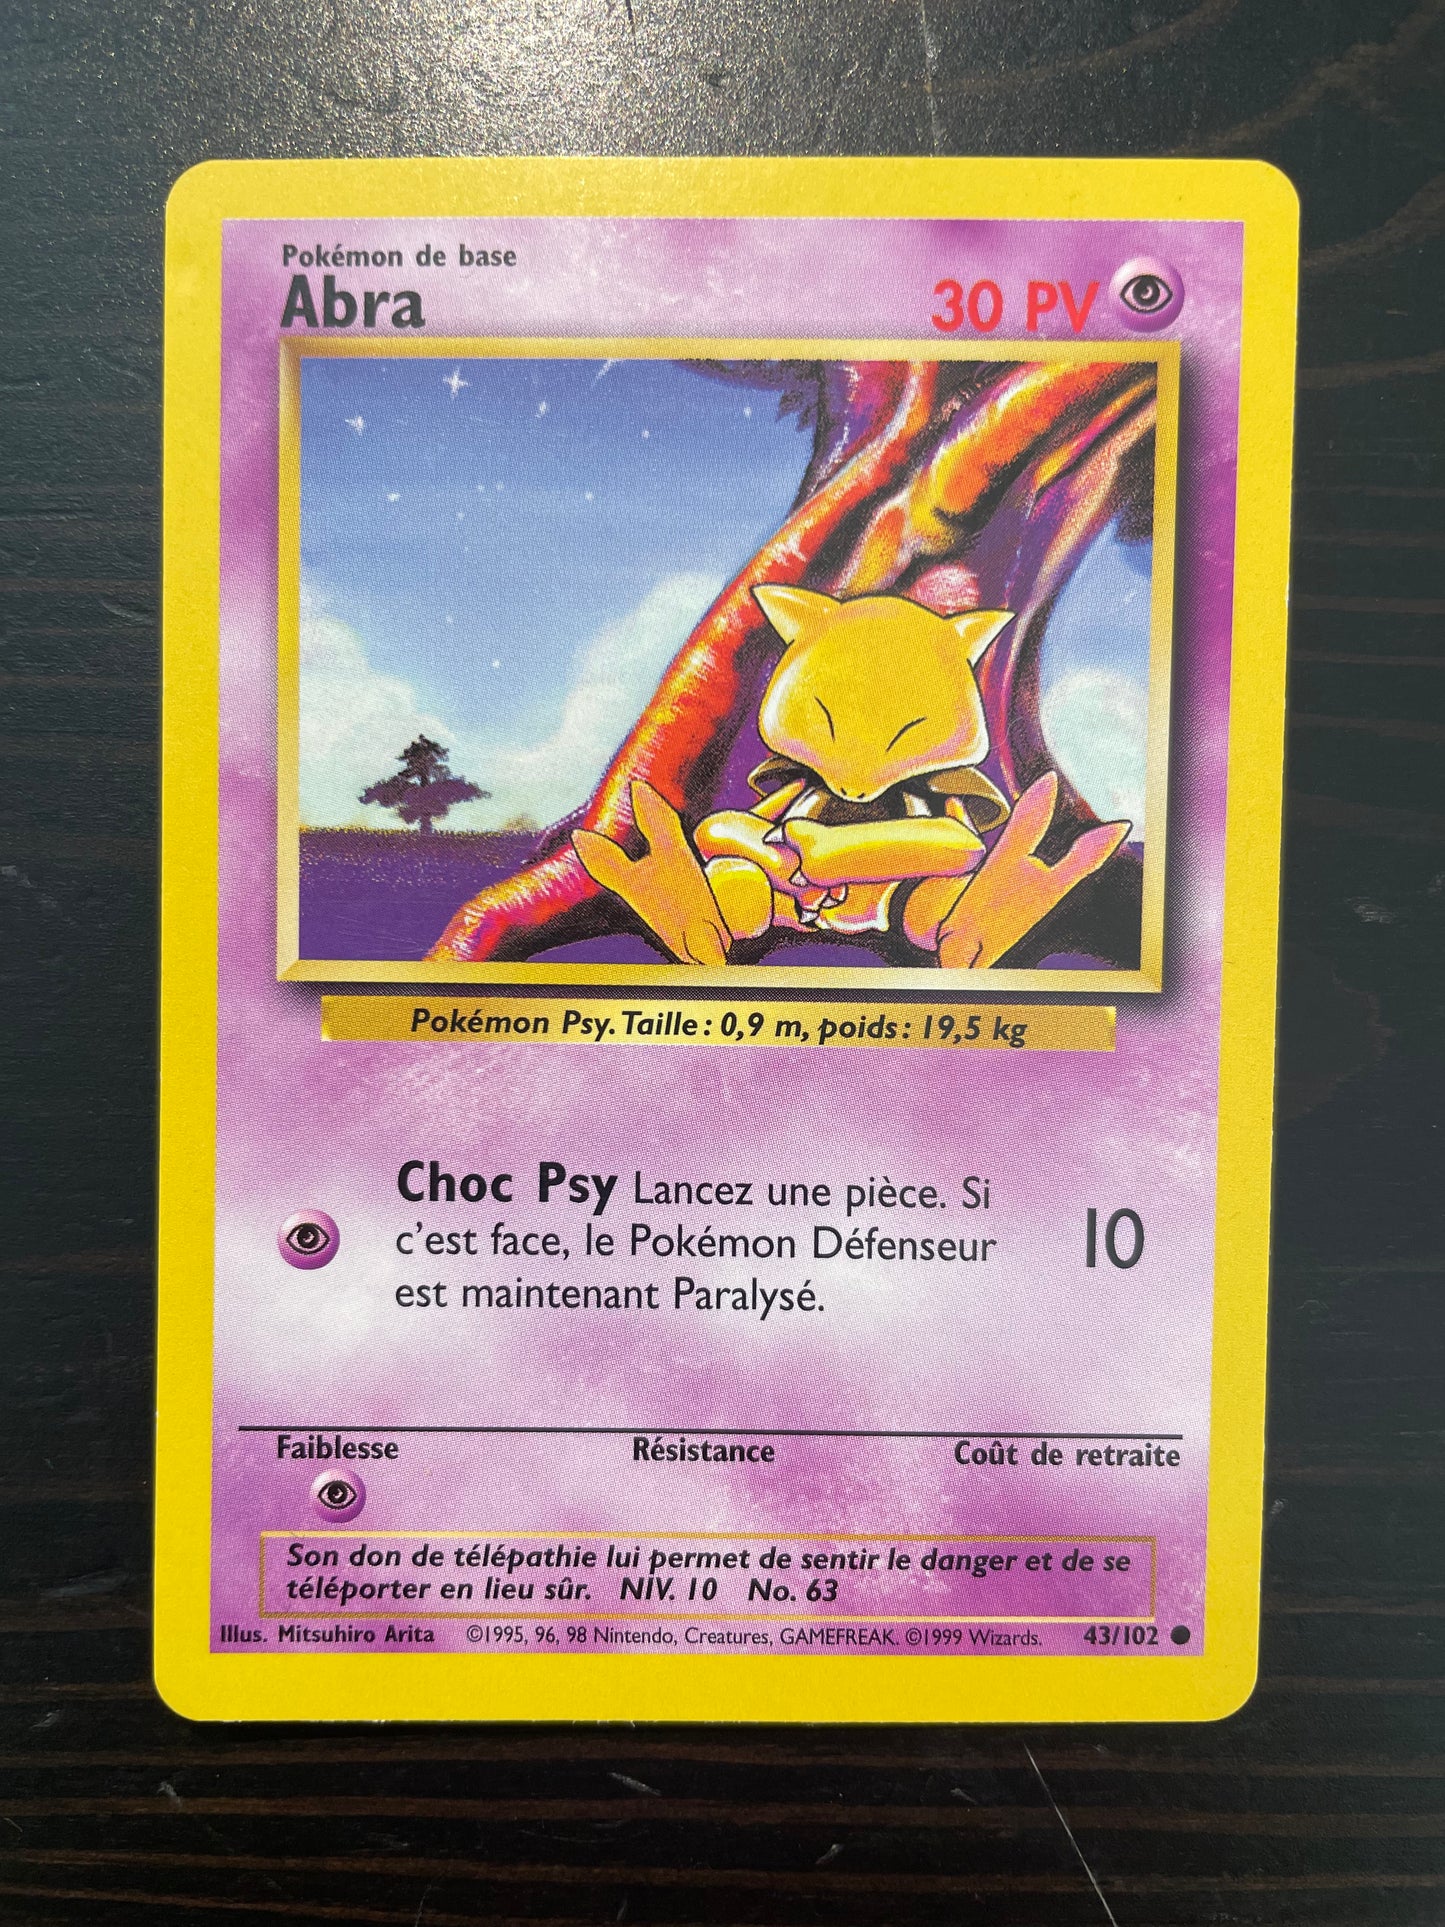 Pokémon de base
Abra
30 PV
Pokémon Psy. Taille : 0,9 m, poids : 19,5 kg
Choc Psy Lancez une pièce. Si
c'est face, le Pokémon Défenseur
est maintenant Paralysé.
10
Faiblesse Résistance Coût de retraite
Son don de télépathie lui permet de sentir le danger et de se
téléporter en lieu sûr. NIV. 10 No. 63
Illus. Mitsuhiro Arita ©1995, 96, 98 Nintendo, Creatures, GAMEFREAK. ©1999 Wizards. 43/102